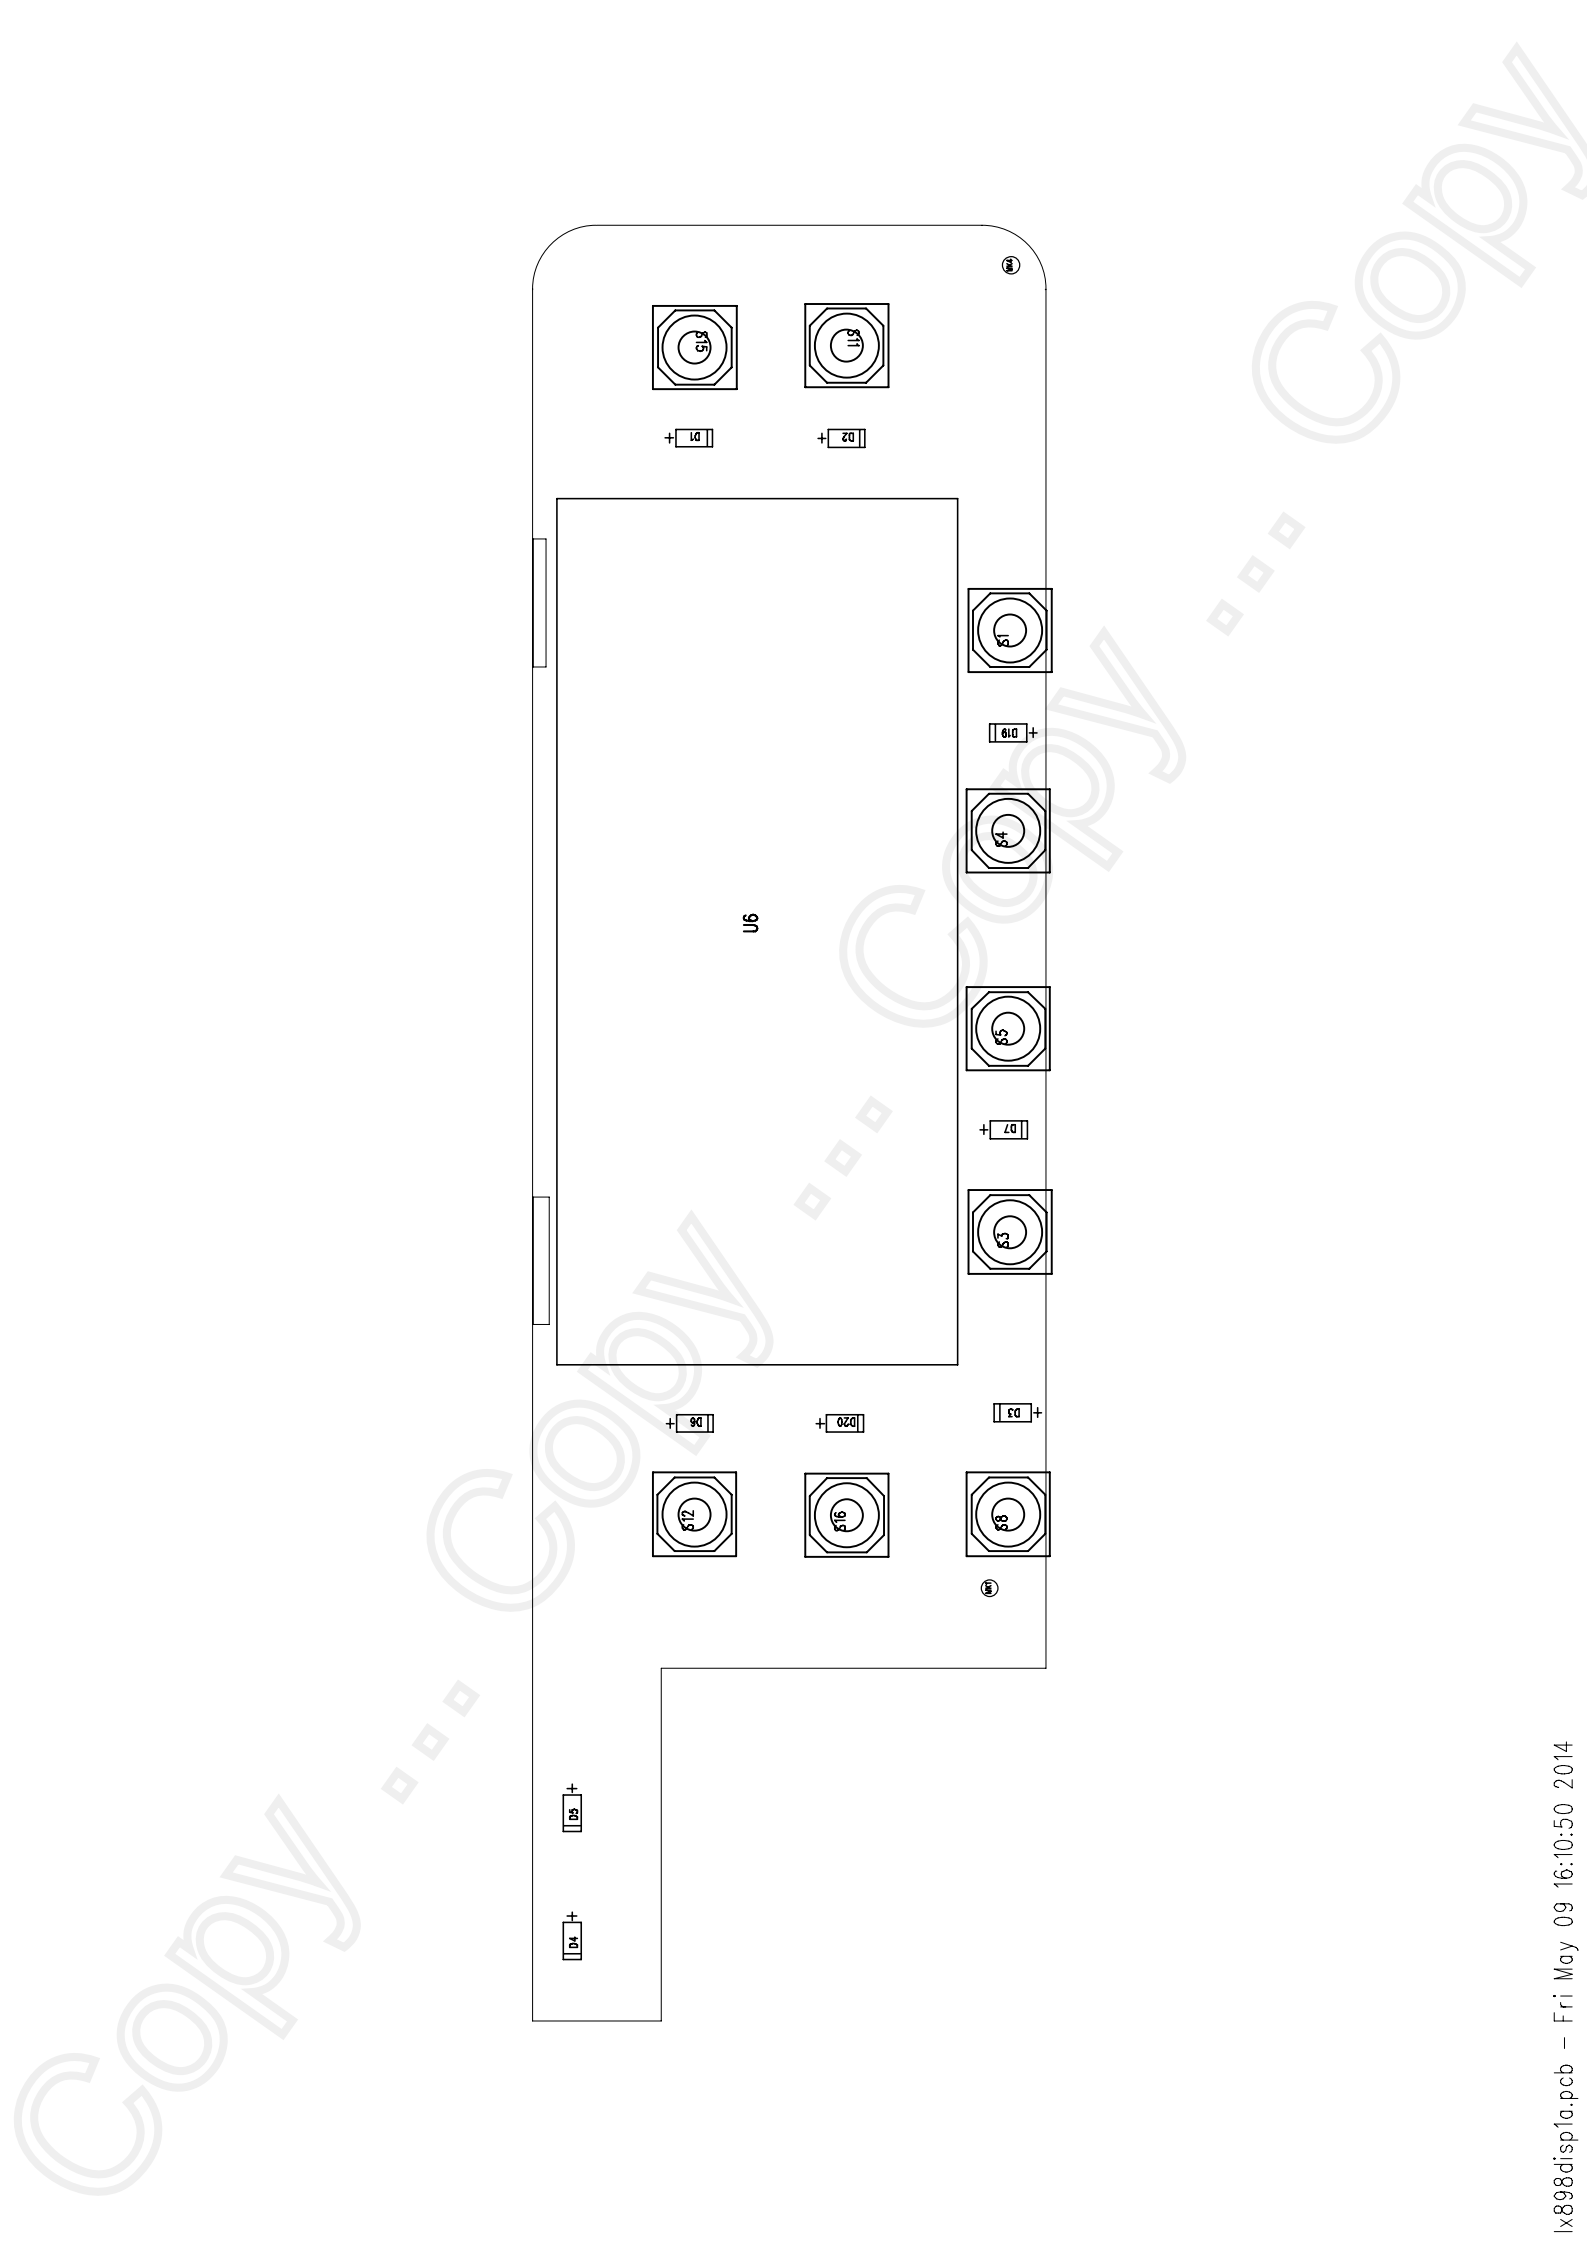 S15
S11
D1
D2
S1
D19
S4
U6
S5
D7
S3
D6
D20
D3
S12
S16
S8
MK1
D5
D4
Copy ... Copy ... Copy ... Copy
lx898disp1a.pcb - Fri May 09 16:10:50 2014